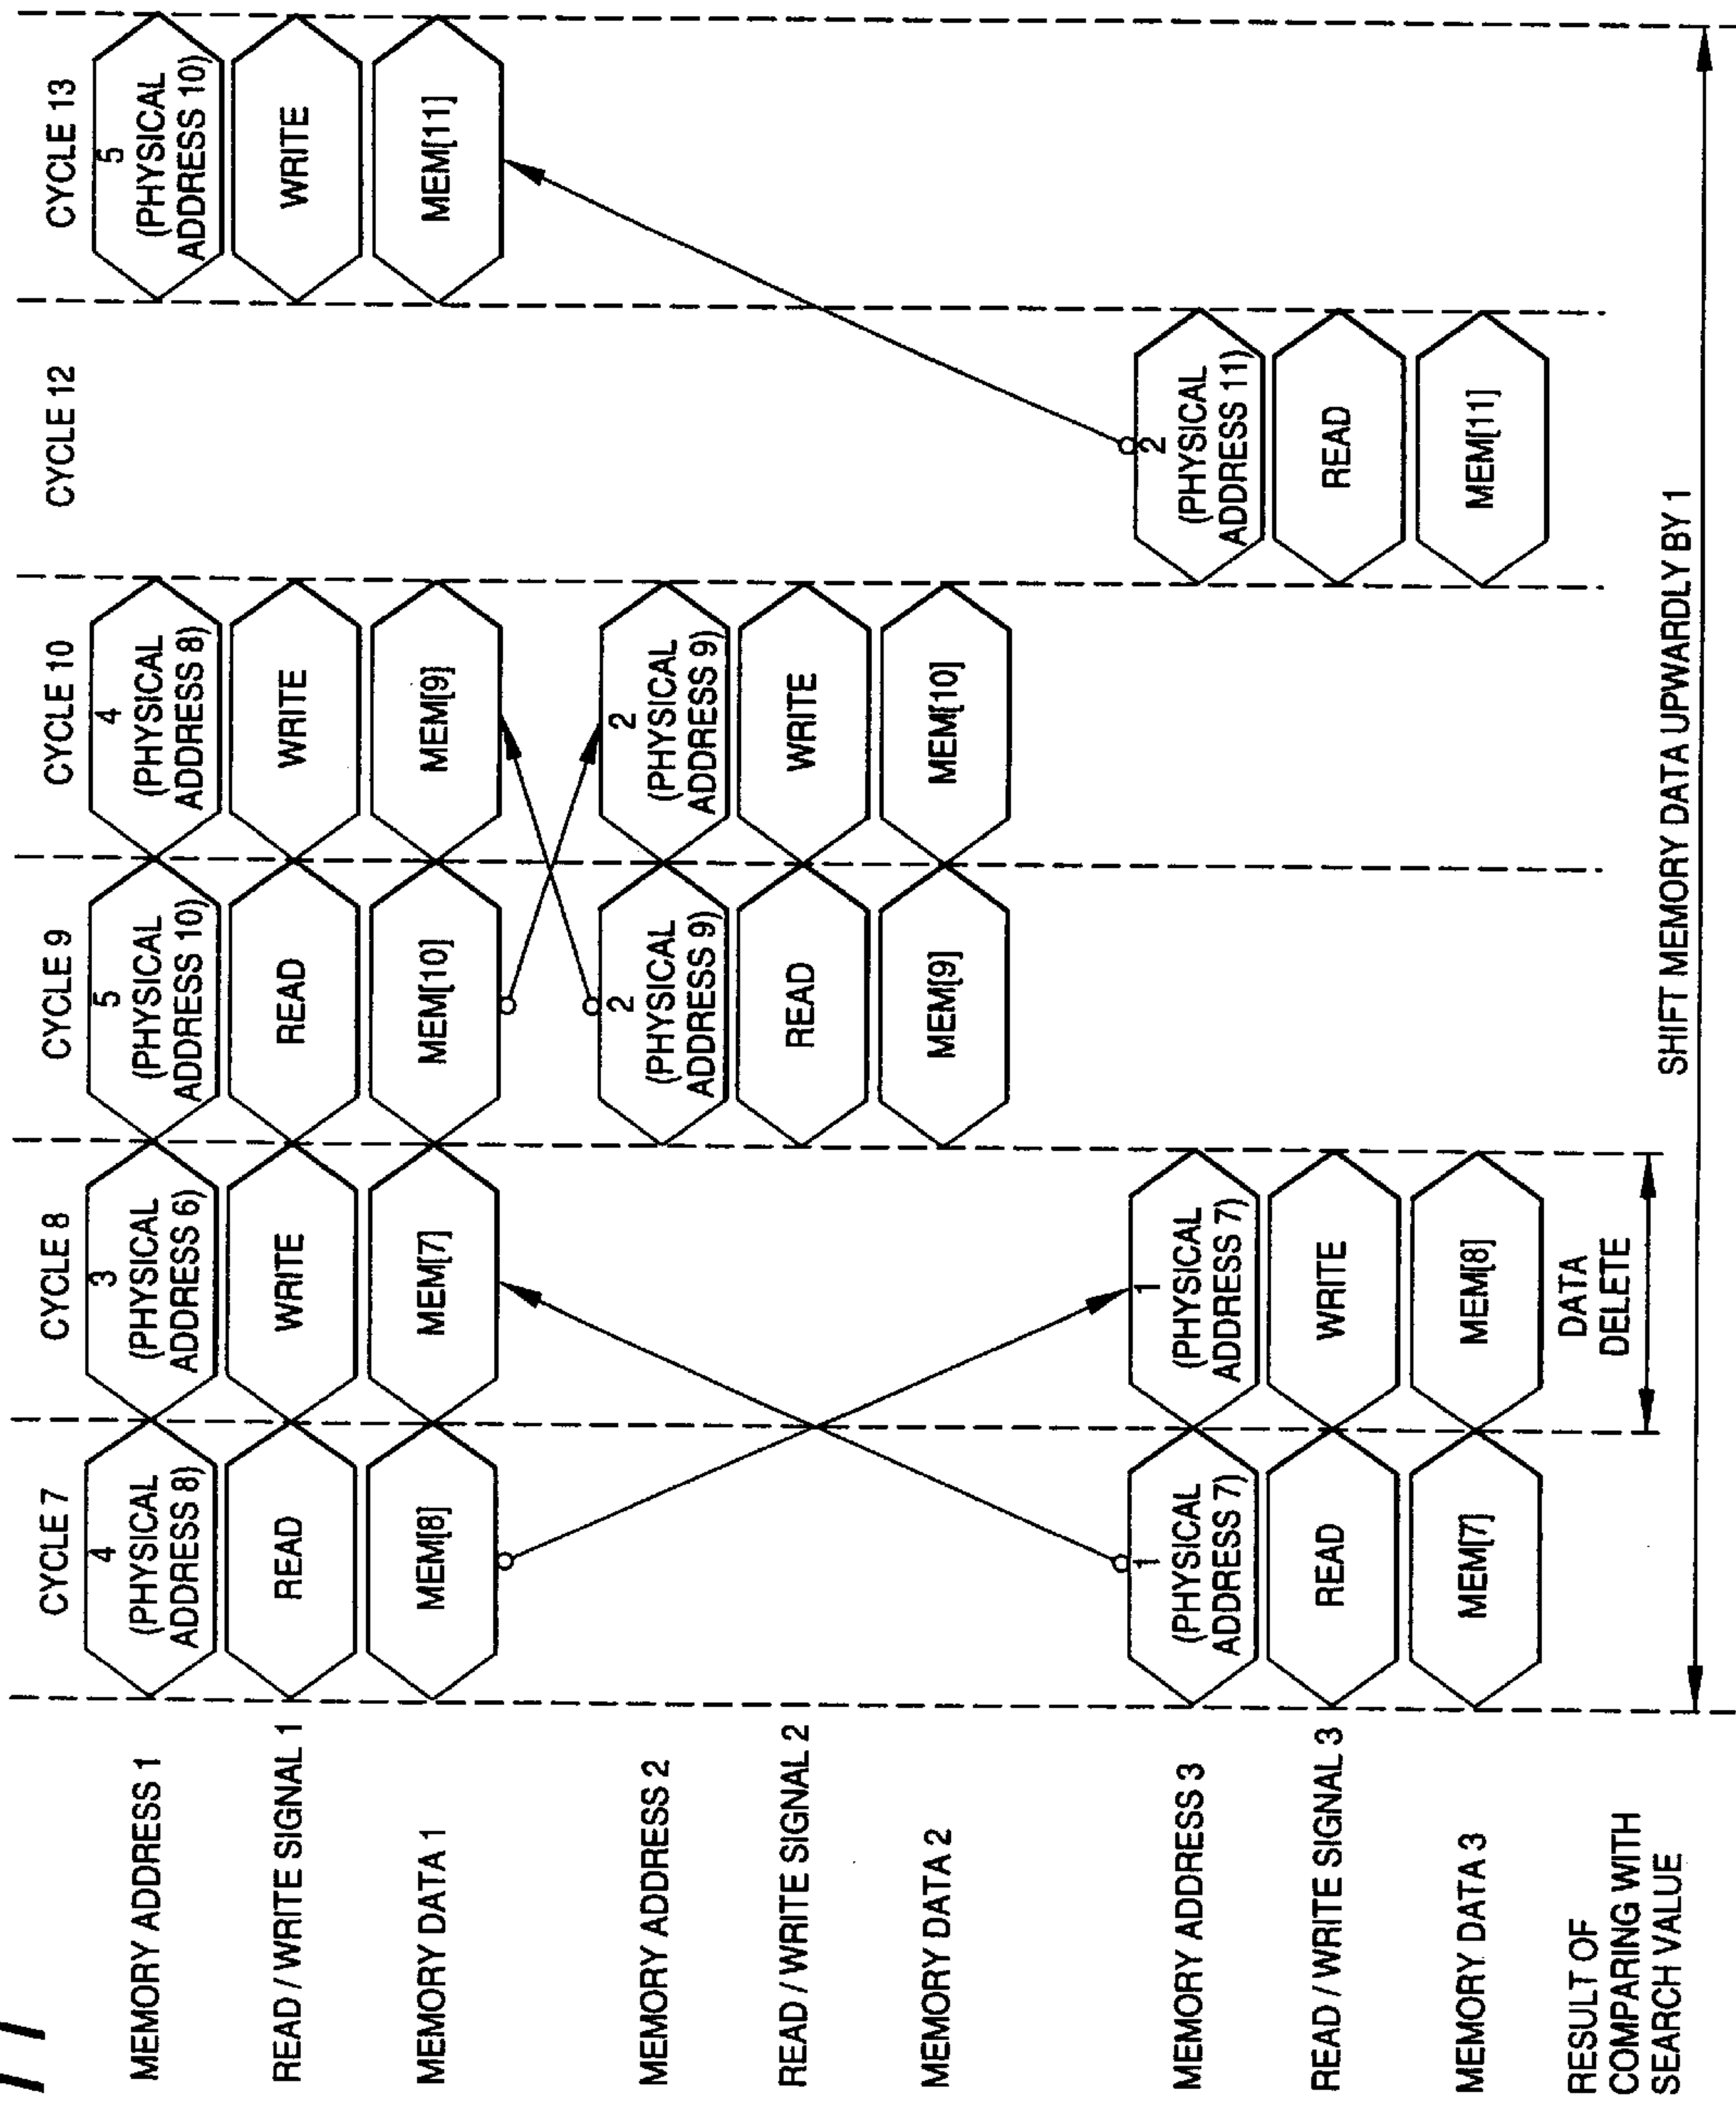 CYCLE 7
CYCLE 8
CYCLE 9
CYCLE 10
CYCLE 12
CYCLE 13
MEMORY ADDRESS 1
4
(PHYSICAL
ADDRESS 8)
3
(PHYSICAL
ADDRESS 6)
5
(PHYSICAL
ADDRESS 10)
4
(PHYSICAL
ADDRESS 8)
5
(PHYSICAL
ADDRESS 10)
READ / WRITE SIGNAL 1
READ
WRITE
READ
WRITE
WRITE
MEMORY DATA 1
MEM[8]
MEM[7]
MEM[10]
MEM[9]
MEM[11]
MEMORY ADDRESS 2
2
(PHYSICAL
ADDRESS 9)
2
(PHYSICAL
ADDRESS 9)
READ / WRITE SIGNAL 2
READ
WRITE
MEMORY DATA 2
MEM[9]
MEM[10]
MEMORY ADDRESS 3
1
(PHYSICAL
ADDRESS 7)
1
(PHYSICAL
ADDRESS 7)
2
(PHYSICAL
ADDRESS 11)
READ / WRITE SIGNAL 3
READ
WRITE
READ
MEMORY DATA 3
MEM[7]
MEM[8]
MEM[11]
RESULT OF
COMPARING WITH
SEARCH VALUE
DATA
DELETE
SHIFT MEMORY DATA UPWARDLY BY 1